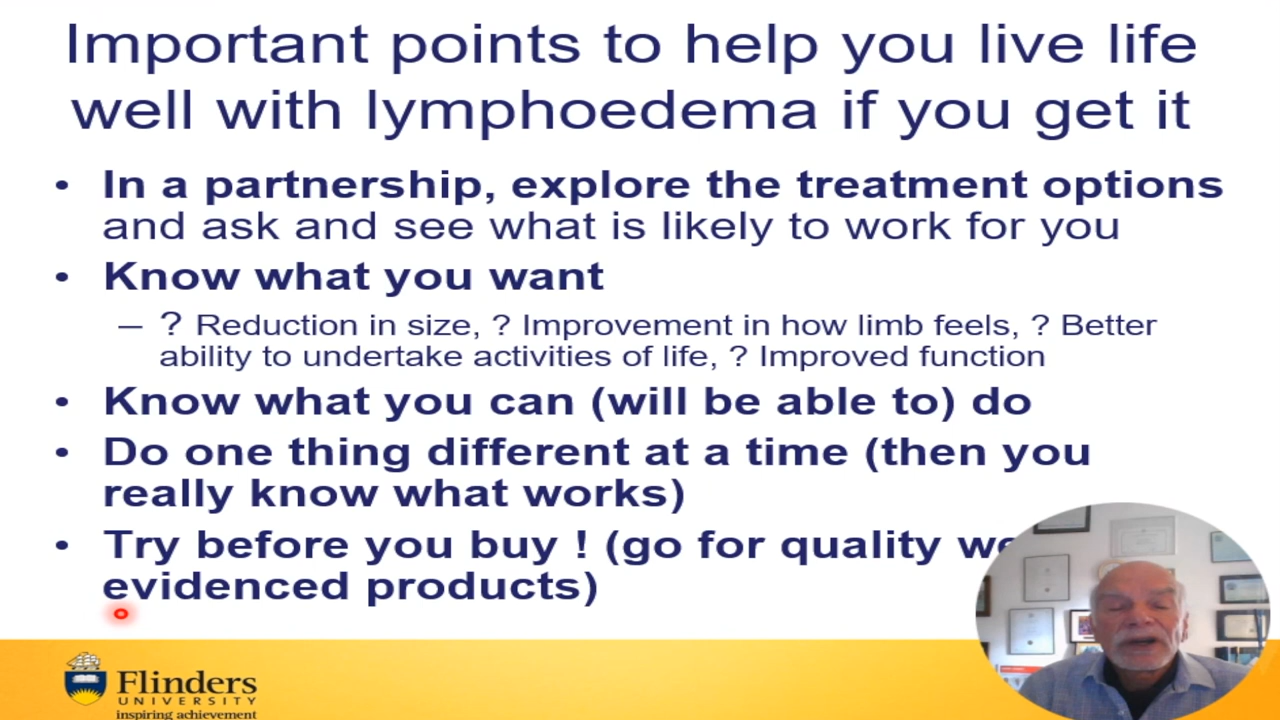 Important points to help you live life
well with lymphoedema if you get it
• In a partnership, explore the treatment options
and ask and see what is likely to work for you
• Know what you want
– ? Reduction in size, ? Improvement in how limb feels, ? Better
ability to undertake activities of life, ? Improved function
• Know what you can (will be able to) do
• Do one thing different at a time (then you
really know what works)
• Try before you buy ! (go for quality
evidenced products)
Flinders
UNIVERSITY
inspiring achievement